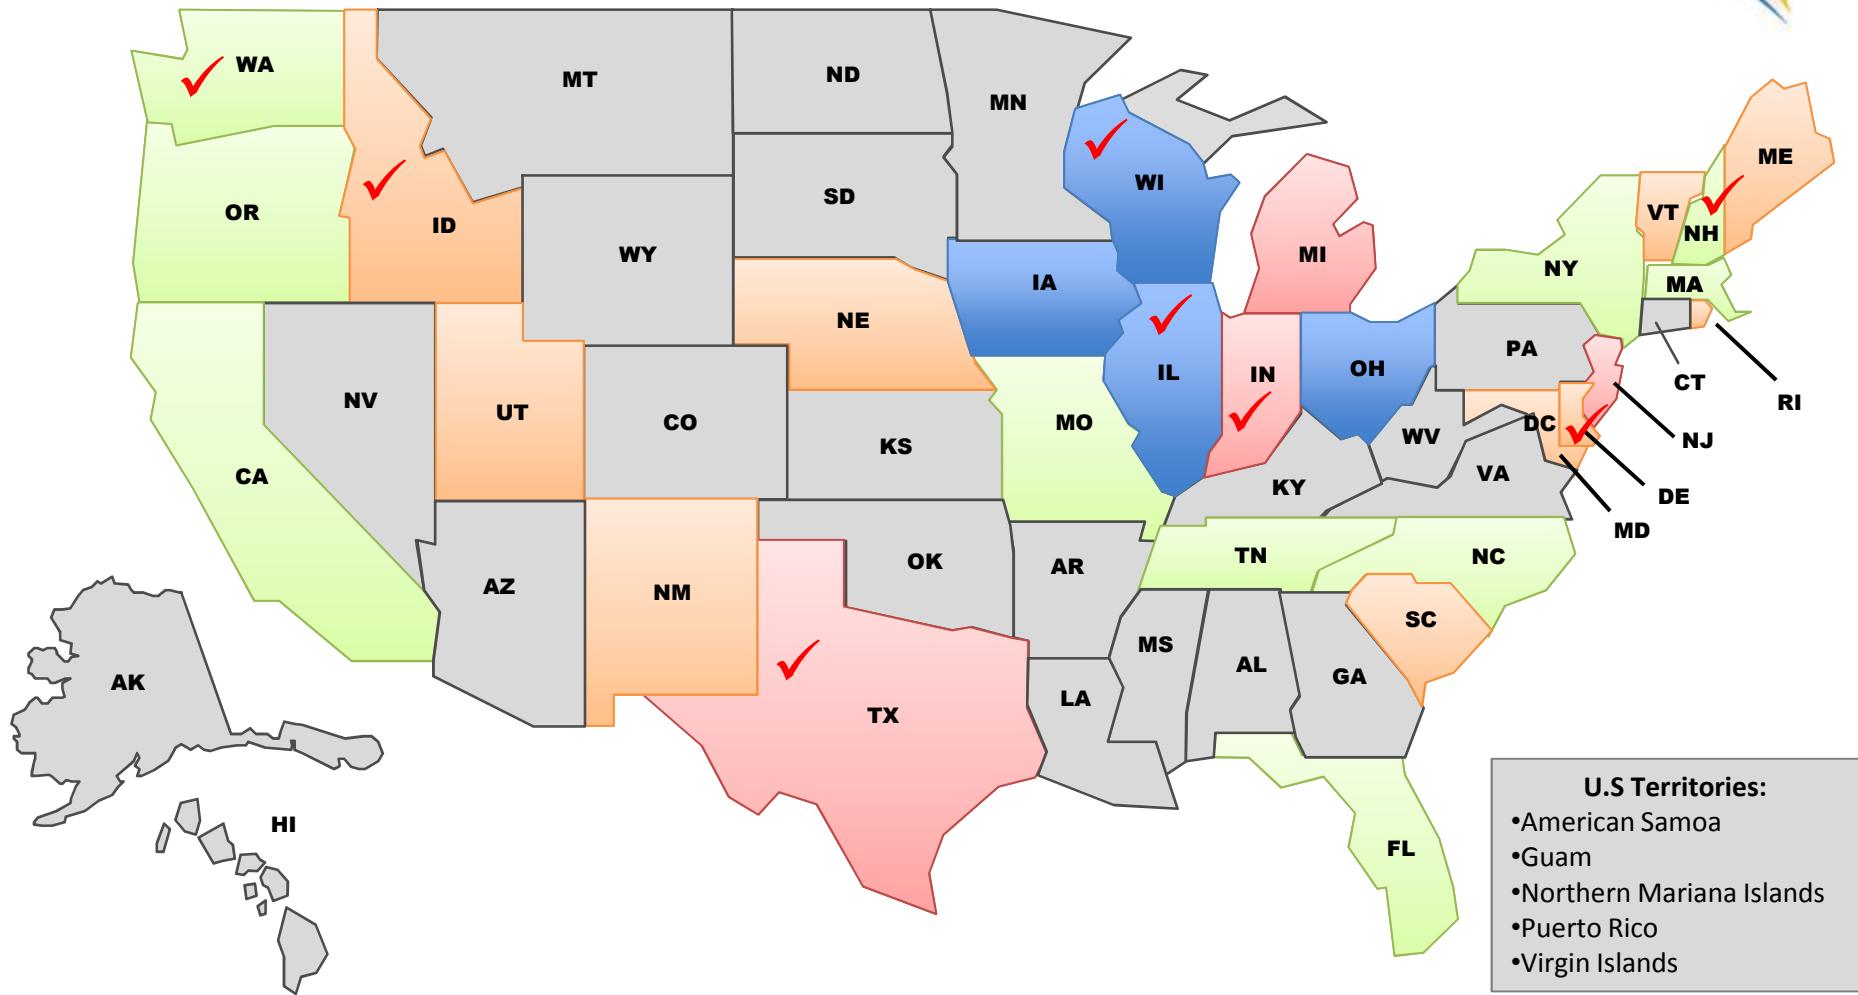 WA
MT
ND
MN
ME
WI
SD
OR
ID
VT
NH
WY
MI
NY
IA
MA
NE
PA
IL
OH
IN
CT
NV
UT
RI
CO
MO
DC
WV
NJ
KS
CA
VA
KY
DE
MD
TN
NC
OK
AR
AZ
NM
SC
MS
AL
GA
AK
LA
TX
HI
FL
U.S Territories:
•American Samoa
•Guam
•Northern Mariana Islands
•Puerto Rico
•Virgin Islands